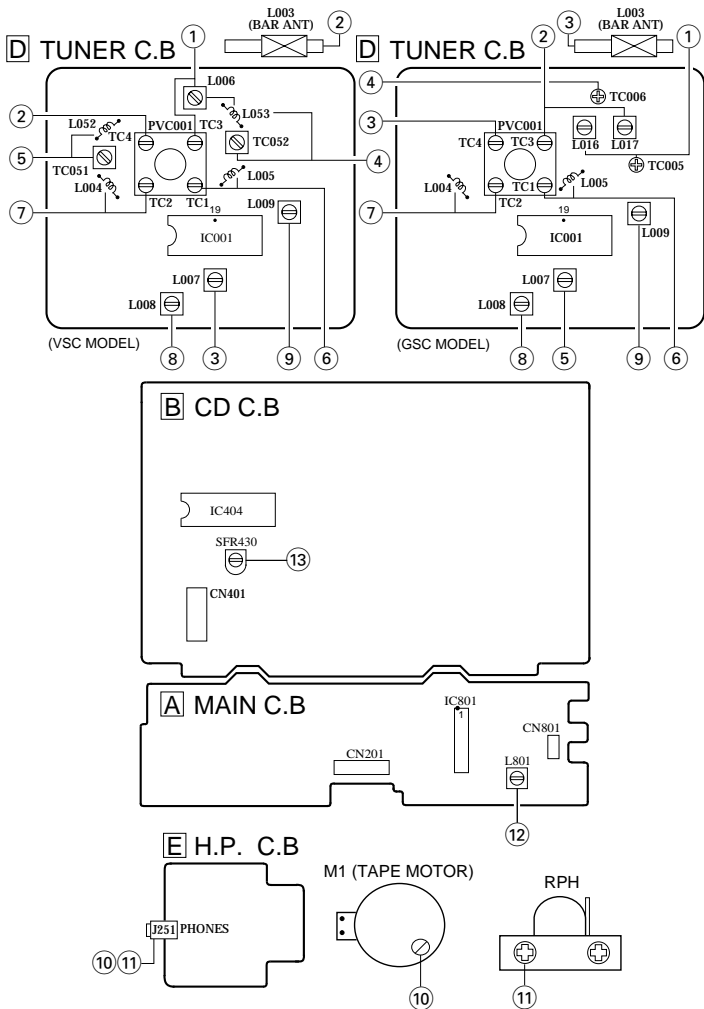 D TUNER C.B
L003
(BAR ANT)
1
2
L006
2
L052
PVC001
TC3
L053
TC4
TC052
5
TC051
4
L004
L005
7
TC2
TC1
19
L009
IC001
L007
L008
(VSC MODEL)
8
3
9
6
D TUNER C.B
3
L003
(BAR ANT)
2
1
4
TC006
3
PVC001
TC4
TC3
L016
L017
TC005
L004
L005
7
TC2
TC1
19
L009
IC001
L007
L008
(GSC MODEL)
8
5
9
6
B CD C.B
IC404
SFR430
13
CN401
A MAIN C.B
IC801
1
CN801
CN201
L801
12
E H.P. C.B
J251 PHONES
10 11
M1 (TAPE MOTOR)
10
RPH
11